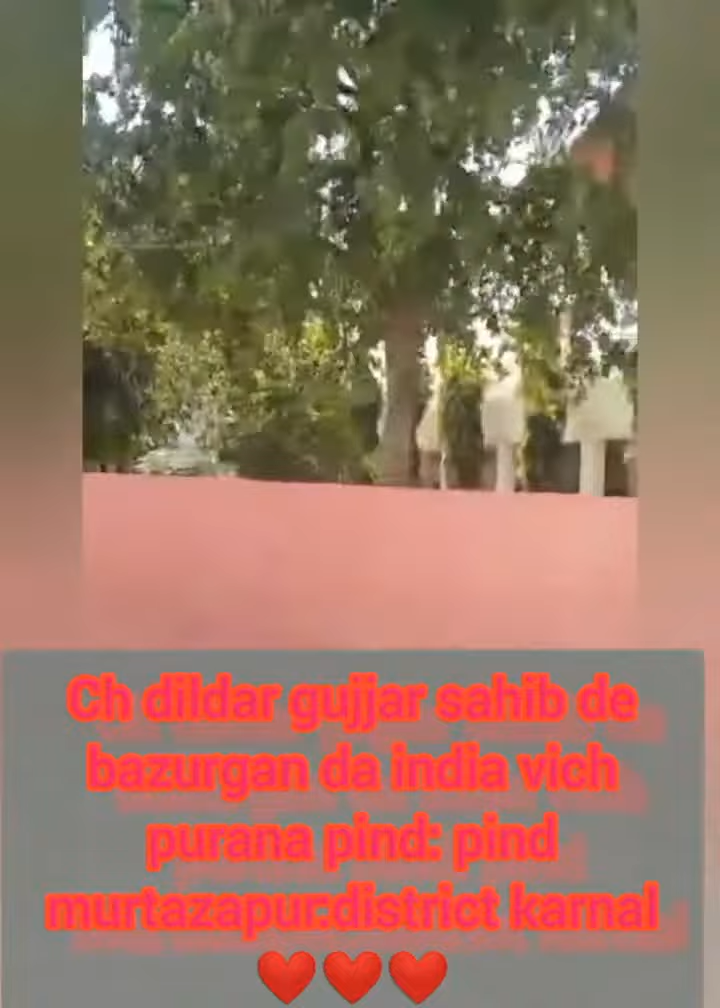 Ch dildar gujjar sahib de
bazurgan da india vich
purana pind: pind
murtazapur:district karnal
❤️❤️❤️